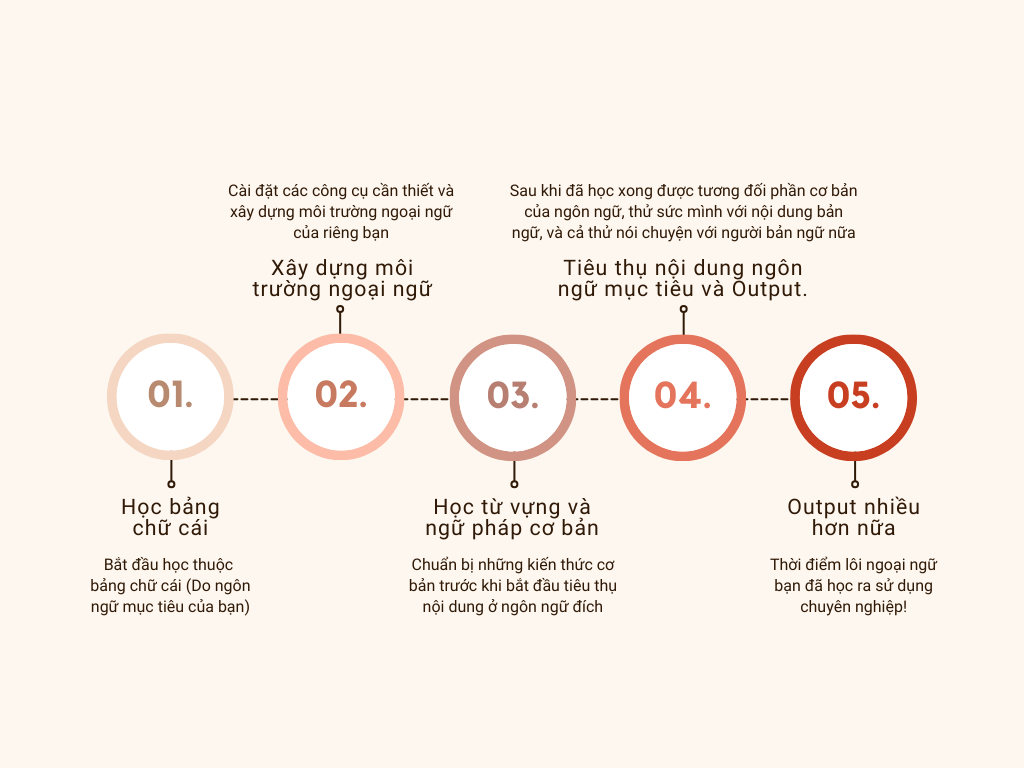 01.
Học bảng
chữ cái
Bắt đầu học thuộc
bảng chữ cái (Do ngôn
ngữ mục tiêu của bạn)
Cài đặt các công cụ cần thiết và
xây dựng môi trường ngoại ngữ
của riêng bạn
Xây dựng môi
trường ngoại ngữ
02.
03.
Học từ vựng và
ngữ pháp cơ bản
Chuẩn bị những kiến thức cơ
bản trước khi bắt đầu tiêu thụ
nội dung ở ngôn ngữ đích
Sau khi đã học xong được tương đối phần cơ bản
của ngôn ngữ, thử sức mình với nội dung bản
ngữ, và cả thử nói chuyện với người bản ngữ nữa
Tiêu thụ nội dung ngôn
ngữ mục tiêu và Output.
04.
05.
Output nhiều
hơn nữa
Thời điểm lôi ngoại ngữ
bạn đã học ra sử dụng
chuyên nghiệp!